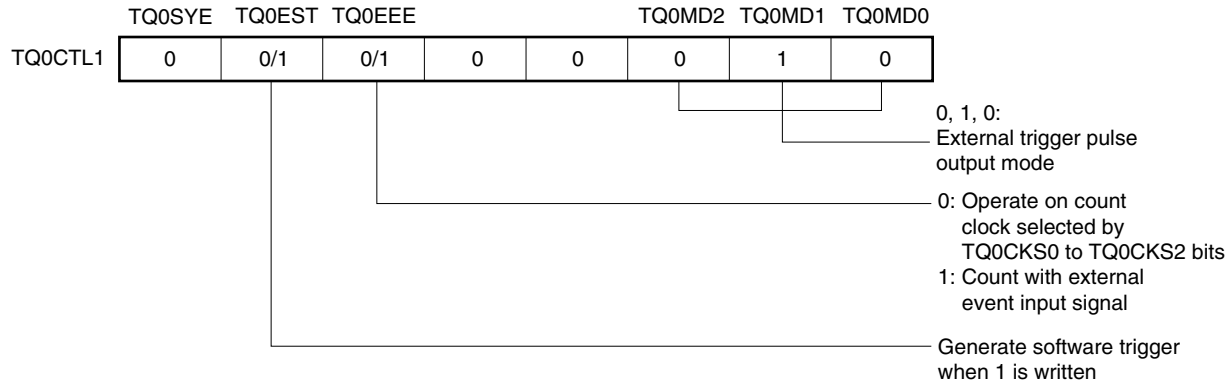 TQ0SYE TQ0EST TQ0EEE TQ0MD2 TQ0MD1 TQ0MD0
TQ0CTL1 0 0/1 0/1 0 0 0 1 0
0, 1, 0:
External trigger pulse
output mode
0: Operate on count
clock selected by
TQ0CKS0 to TQ0CKS2 bits
1: Count with external
event input signal
Generate software trigger
when 1 is written